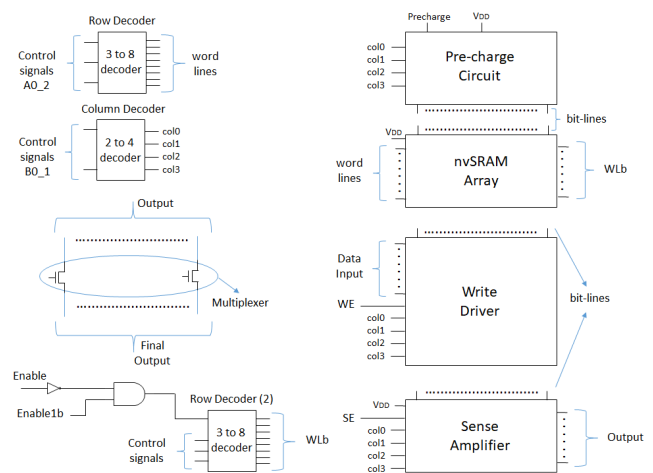 Row Decoder
Control
signals
A0_2
3 to 8
decoder
word
lines
Column Decoder
Control
signals
B0_1
2 to 4
decoder
col0
col1
col2
col3
Output
Multiplexer
Final
Output
Enable
Enable1b
Row Decoder (2)
Control
signals
3 to 8
decoder
WLb
Precharge
VDD
col0
col1
col2
col3
Pre-charge
Circuit
bit-lines
VDD
word
lines
nvSRAM
Array
WLb
Data
Input
WE
col0
col1
col2
col3
Write
Driver
bit-lines
VDD
SE
col0
col1
col2
col3
Sense
Amplifier
Output